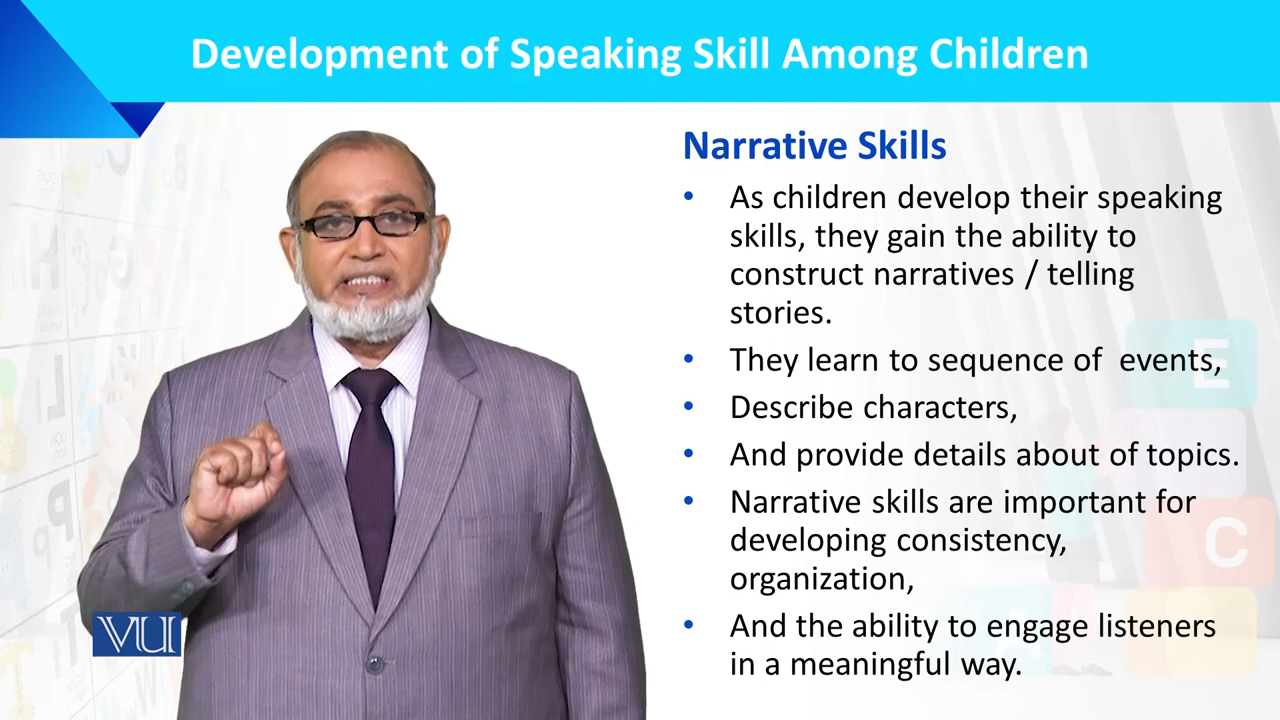 Development of Speaking Skill Among Children
Narrative Skills
• As children develop their speaking
skills, they gain the ability to
construct narratives / telling
stories.
• They learn to sequence of  events,
• Describe characters,
• And provide details about of topics.
• Narrative skills are important for
developing consistency,
organization,
• And the ability to engage listeners
in a meaningful way.
VU
E
C
A